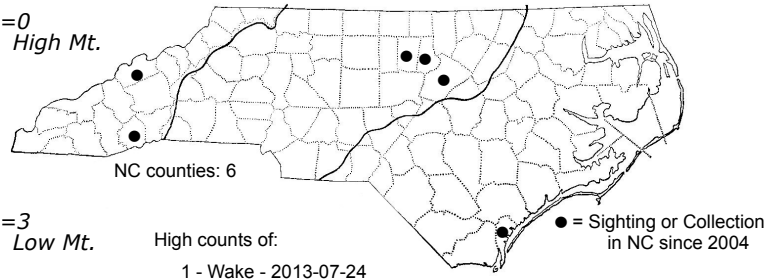 =0
High Mt.
NC counties: 6
=3
Low Mt.
High counts of:
1 - Wake - 2013-07-24
● = Sighting or Collection
in NC since 2004